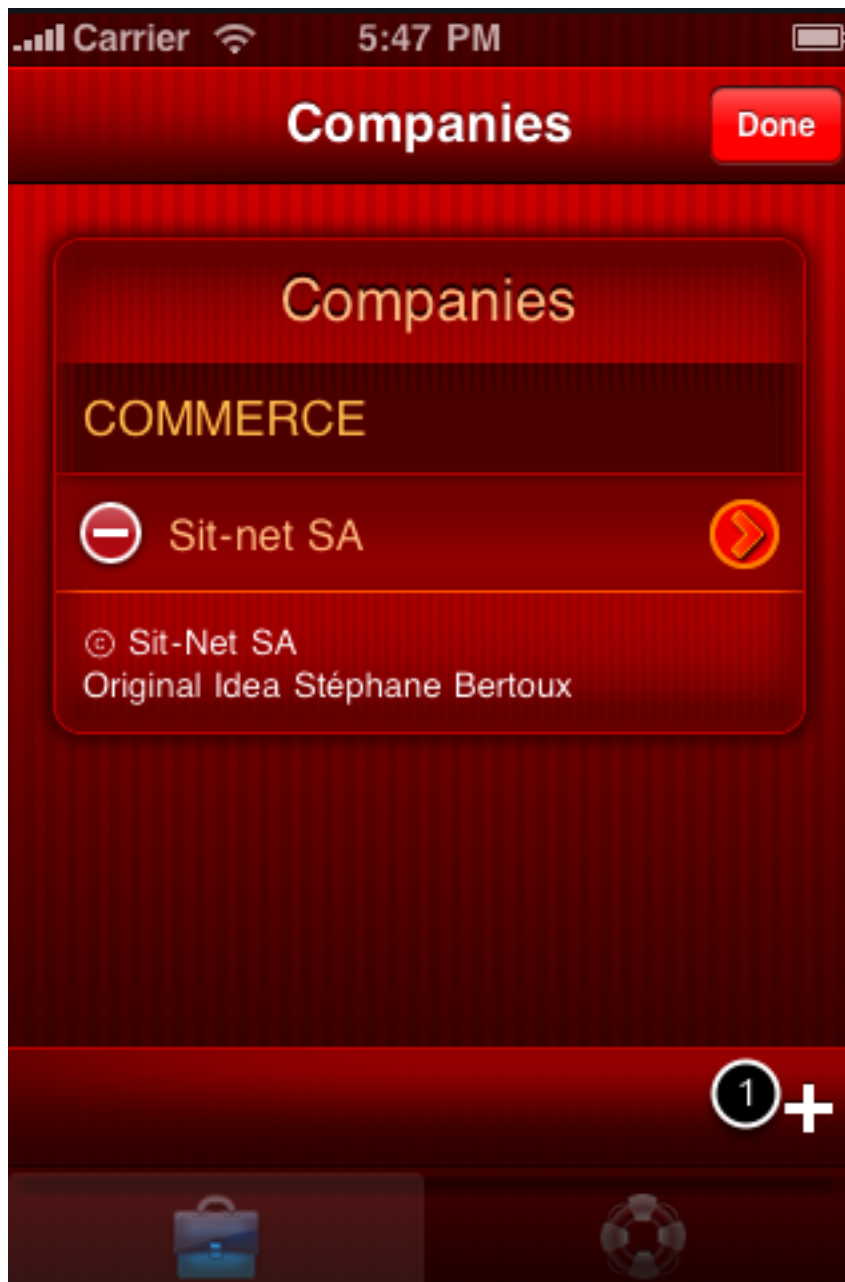 Carrier 5:47 PM
Companies Done
Companies
COMMERCE
Sit-net SA
© Sit-Net SA
Original Idea Stéphane Bertoux
1 +